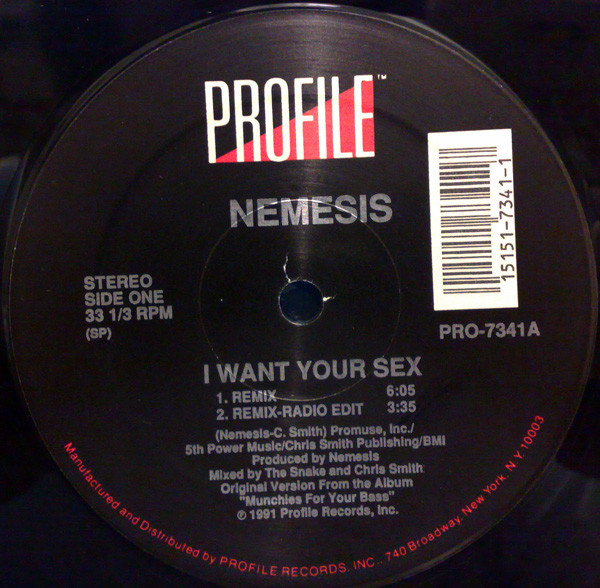 PROFILE™
NEMESIS
STEREO
SIDE ONE
33 1/3 RPM
(SP)
15151-7341-1
PRO-7341A
I WANT YOUR SEX
1. REMIX 6:05
2. REMIX-RADIO EDIT 3:35
(Nemesis-C. Smith) Promuse, Inc./
5th Power Music/Chris Smith Publishing/BMI
Produced by Nemesis
Mixed by The Snake and Chris Smith
Original Version From the Album
"Munchies For Your Bass"
℗ 1991 Profile Records, Inc.
Manufactured and Distributed by PROFILE RECORDS, INC - 740 Broadway, New York, N Y 10003